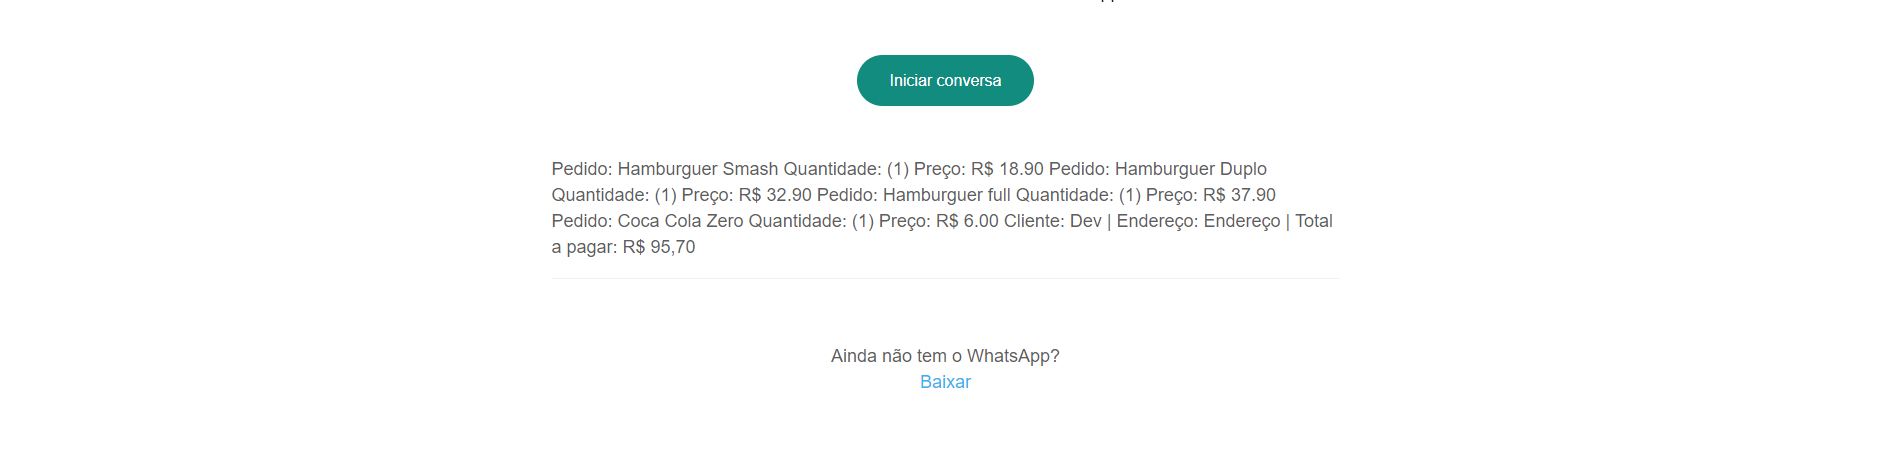 Iniciar conversa
Pedido: Hamburguer Smash Quantidade: (1) Preço: R$ 18.90 Pedido: Hamburguer Duplo
Quantidade: (1) Preço: R$ 32.90 Pedido: Hamburguer full Quantidade: (1) Preço: R$ 37.90
Pedido: Coca Cola Zero Quantidade: (1) Preço: R$ 6.00 Cliente: Dev | Endereço: Endereço | Total
a pagar: R$ 95,70
Ainda não tem o WhatsApp?
Baixar